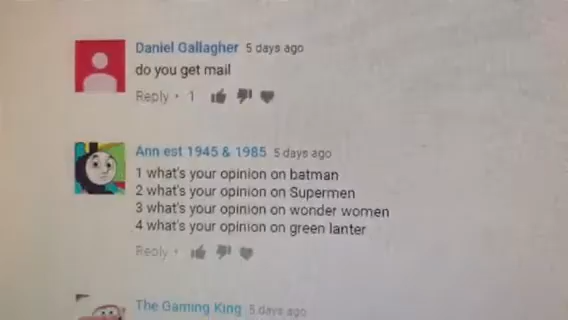 Daniel Gallagher 5 days ago
do you get mail
Reply • 1
Ann est 1945 & 1985 5 days ago
1 what's your opinion on batman
2 what's your opinion on Supermen
3 what's your opinion on wonder women
4 what's your opinion on green lanter
Reply •
The Gaming King 5 days ago